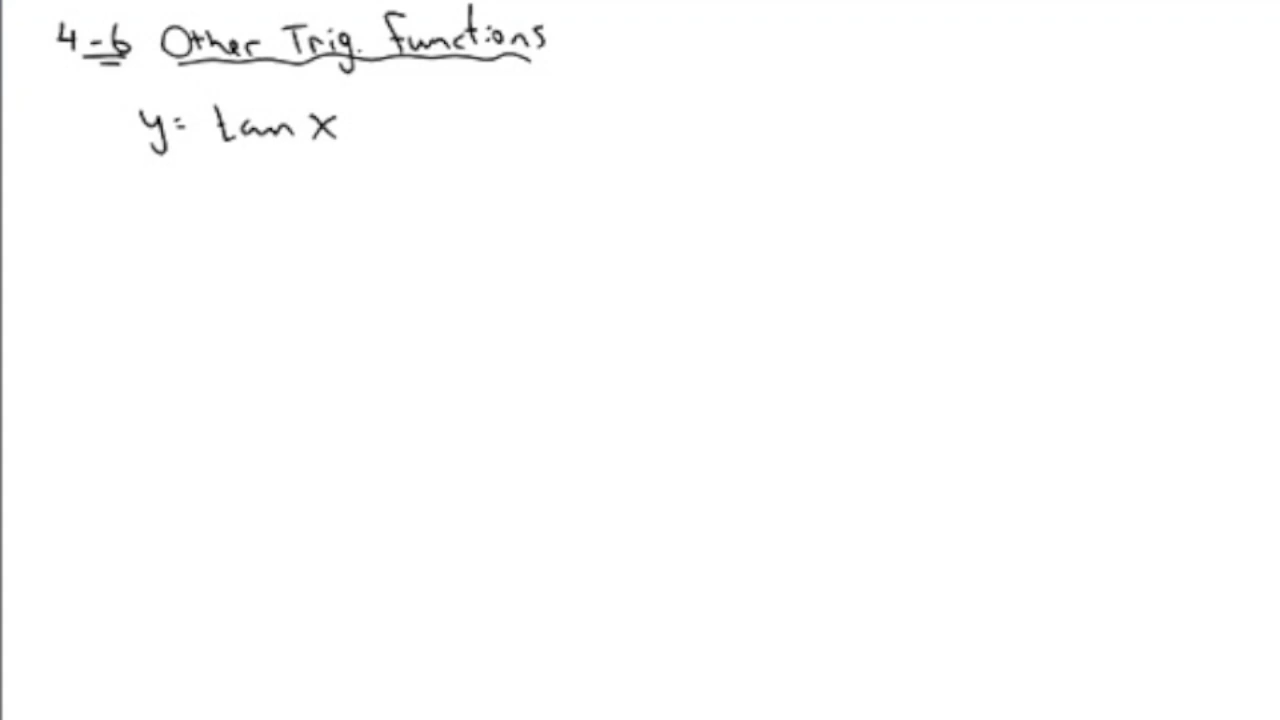 4-6 Other Trig. functions
y= tan x